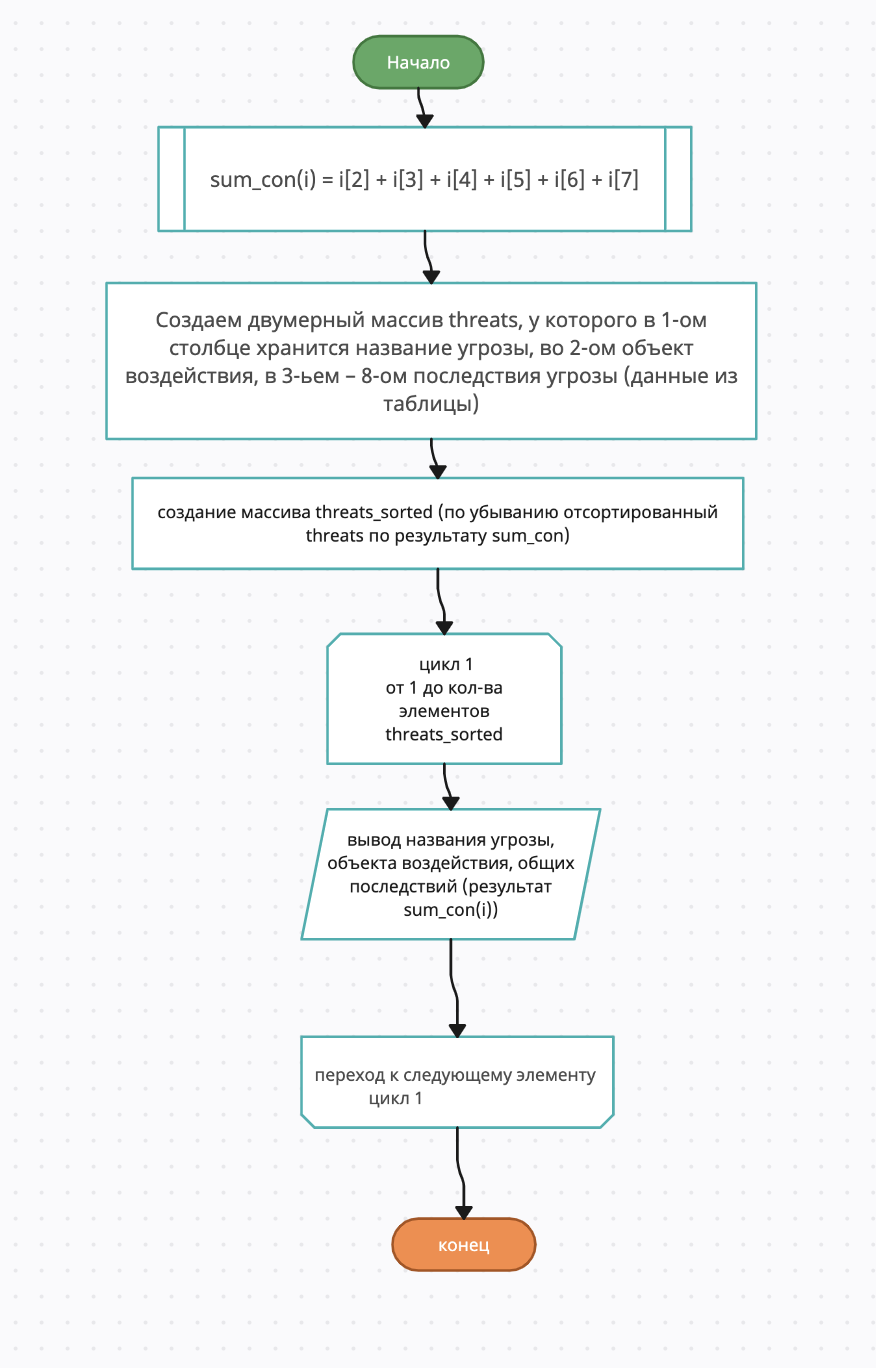 Начало
sum_con(i) = i[2] + i[3] + i[4] + i[5] + i[6] + i[7]
Создаем двумерный массив threats, у которого в 1-ом
столбце хранится название угрозы, во 2-ом объект
воздействия, в 3-ьем – 8-ом последствия угрозы (данные из
таблицы)
создание массива threats_sorted (по убыванию отсортированный
threats по результату sum_con)
цикл 1
от 1 до кол-ва
элементов
threats_sorted
вывод названия угрозы,
объекта воздействия, общих
последствий (результат
sum_con(i))
переход к следующему элементу
цикл 1
конец